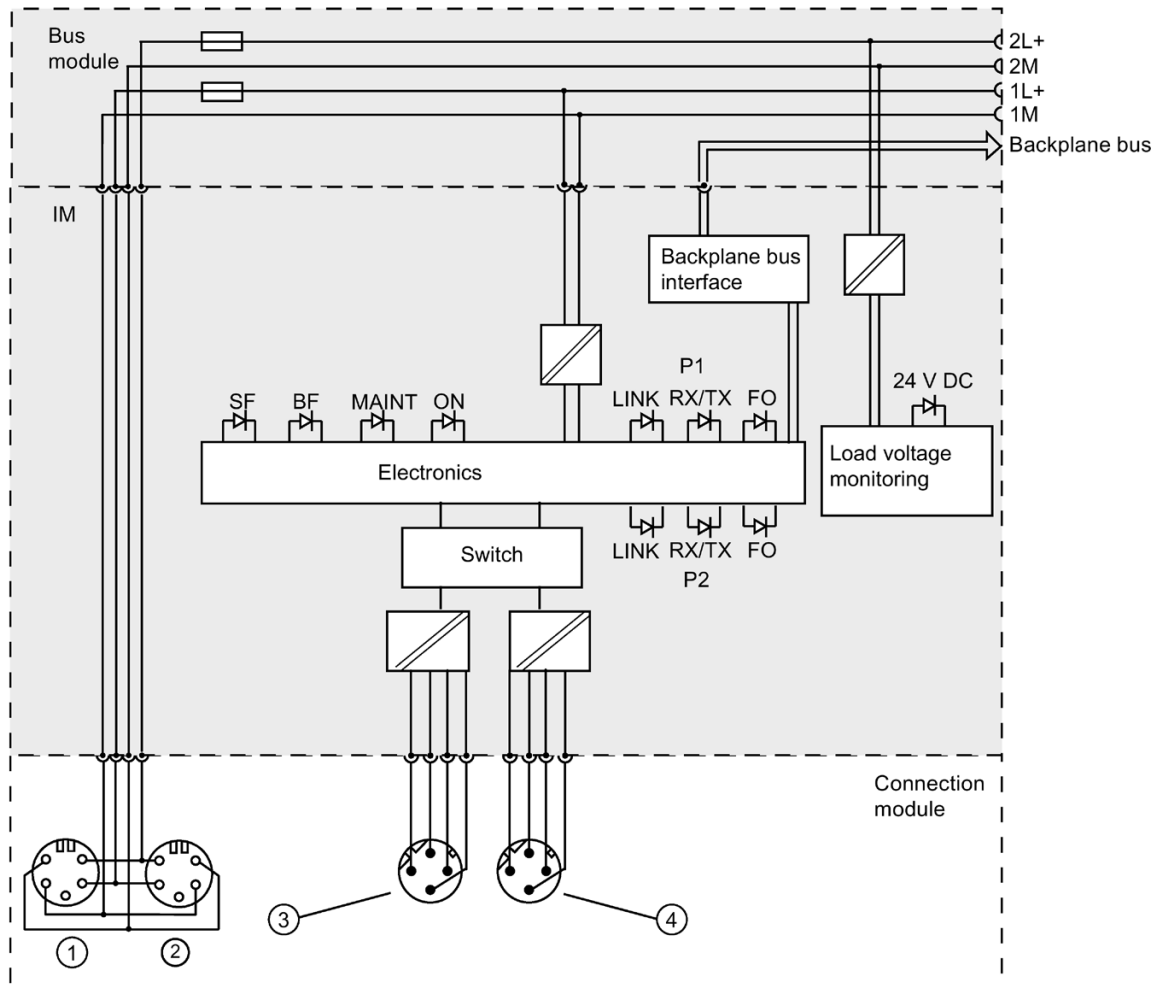 Bus
module
2L+
2M
1L+
1M
Backplane bus
IM
Backplane bus
interface
P1
24 V DC
SF
BF
MAINT
ON
LINK
RX/TX
FO
Electronics
Load voltage
monitoring
LINK
RX/TX
FO
P2
Switch
Connection
module
3
4
1
2